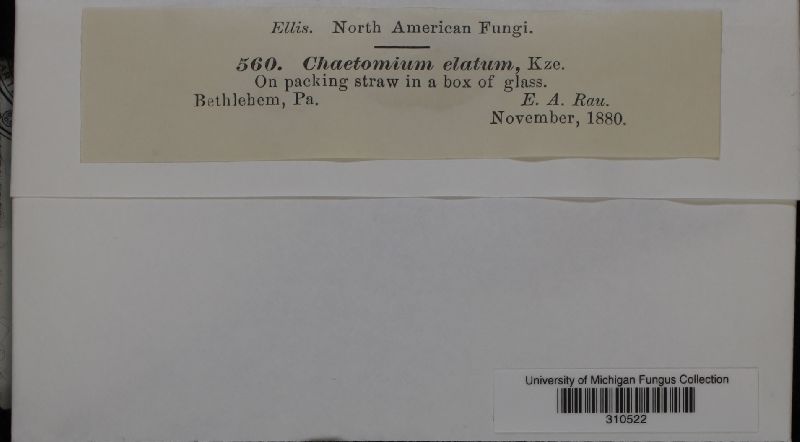 Ellis. North American Fungi.
560. Chaetomium elatum, Kze.
On packing straw in a box of glass.
Bethlehem, Pa. E. A. Rau.
November, 1880.
University of Michigan Fungus Collection
310522